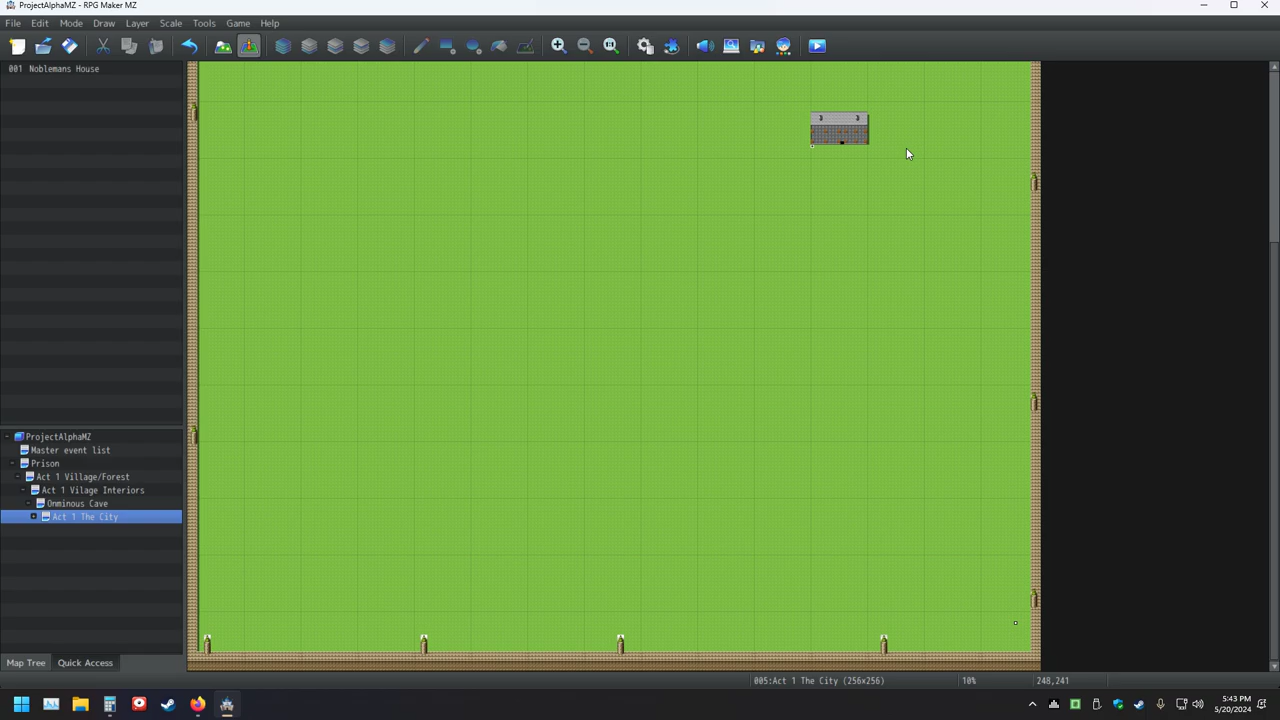 ProjectAlphaMZ - RPG Maker MZ
File Edit Mode Draw Layer Scale Tools Game Help
1:1
001 Noblemans House
ProjectAlphaMZ
Master event list
Prison
Act 1 Village/Forest
Act 1 Vilage Interiors
Omminous Cave
Act 1 The City
Map Tree Quick Access
005:Act 1 The City (256x256) 10% 248,241
5:43 PM
5/20/2024